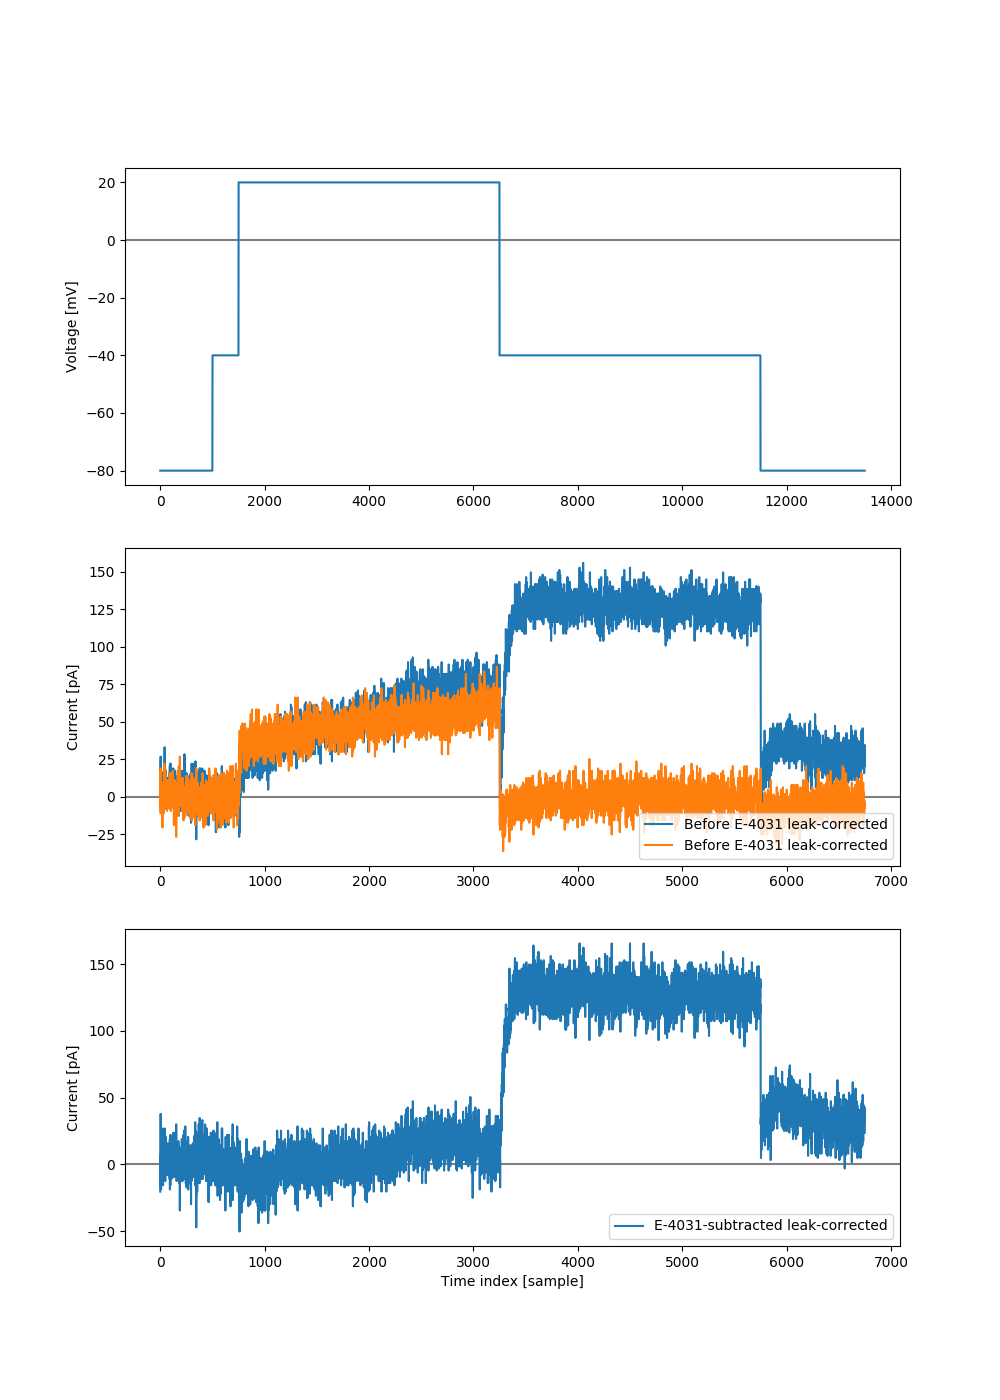 20
0
−20
−40
−60
−80
Voltage [mV]
0 2000 4000 6000 8000 10000 12000 14000
150
125
100
75
50
25
0
−25
Current [pA]
Before E-4031 leak-corrected
Before E-4031 leak-corrected
0 1000 2000 3000 4000 5000 6000 7000
150
100
50
0
−50
Current [pA]
E-4031-subtracted leak-corrected
0 1000 2000 3000 4000 5000 6000 7000
Time index [sample]